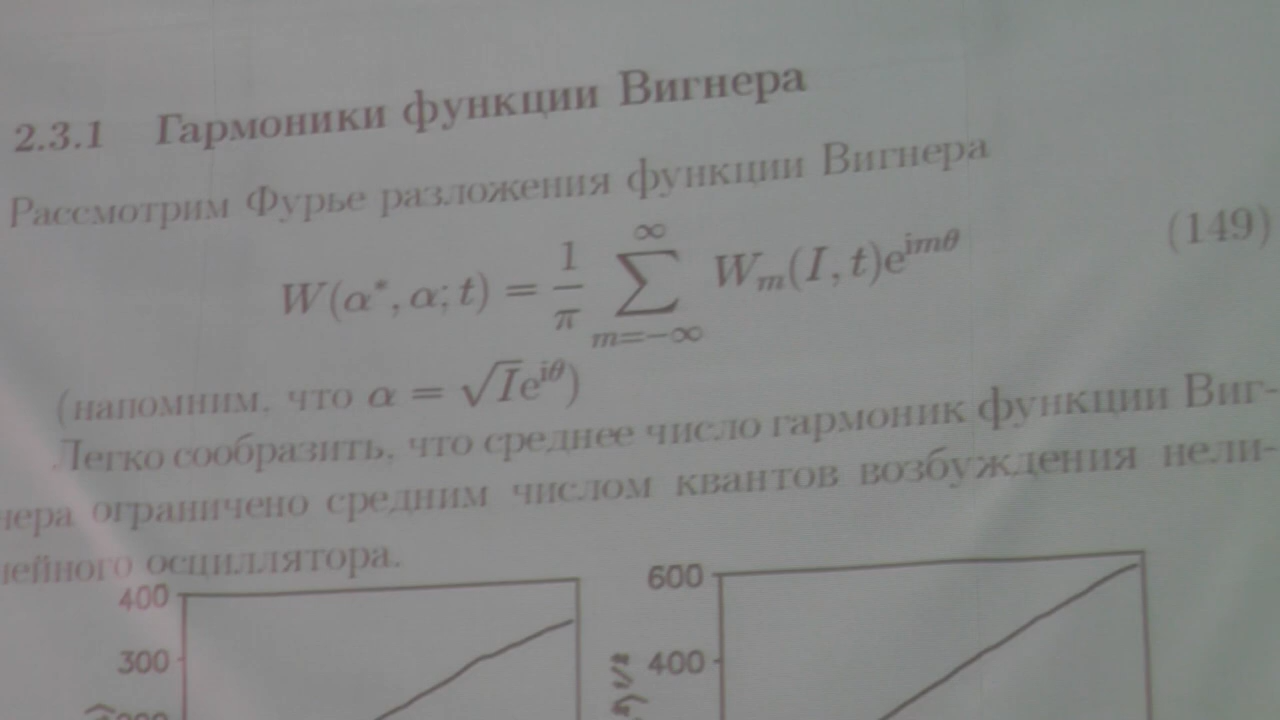 2.3.1 Гармоники функции Вигнера
Рассмотрим Фурье разложения функции Вигнера
W(α*, α; t) = 1/π ∑_{m=−∞}^{∞} W_m(I, t)e^{imθ} (149)
(напомним, что α = √I e^{iθ})
Легко сообразить, что среднее число гармоник функции Виг-
нера ограничено средним числом квантов возбуждения нели-
нейного осциллятора.
400
300
600
400